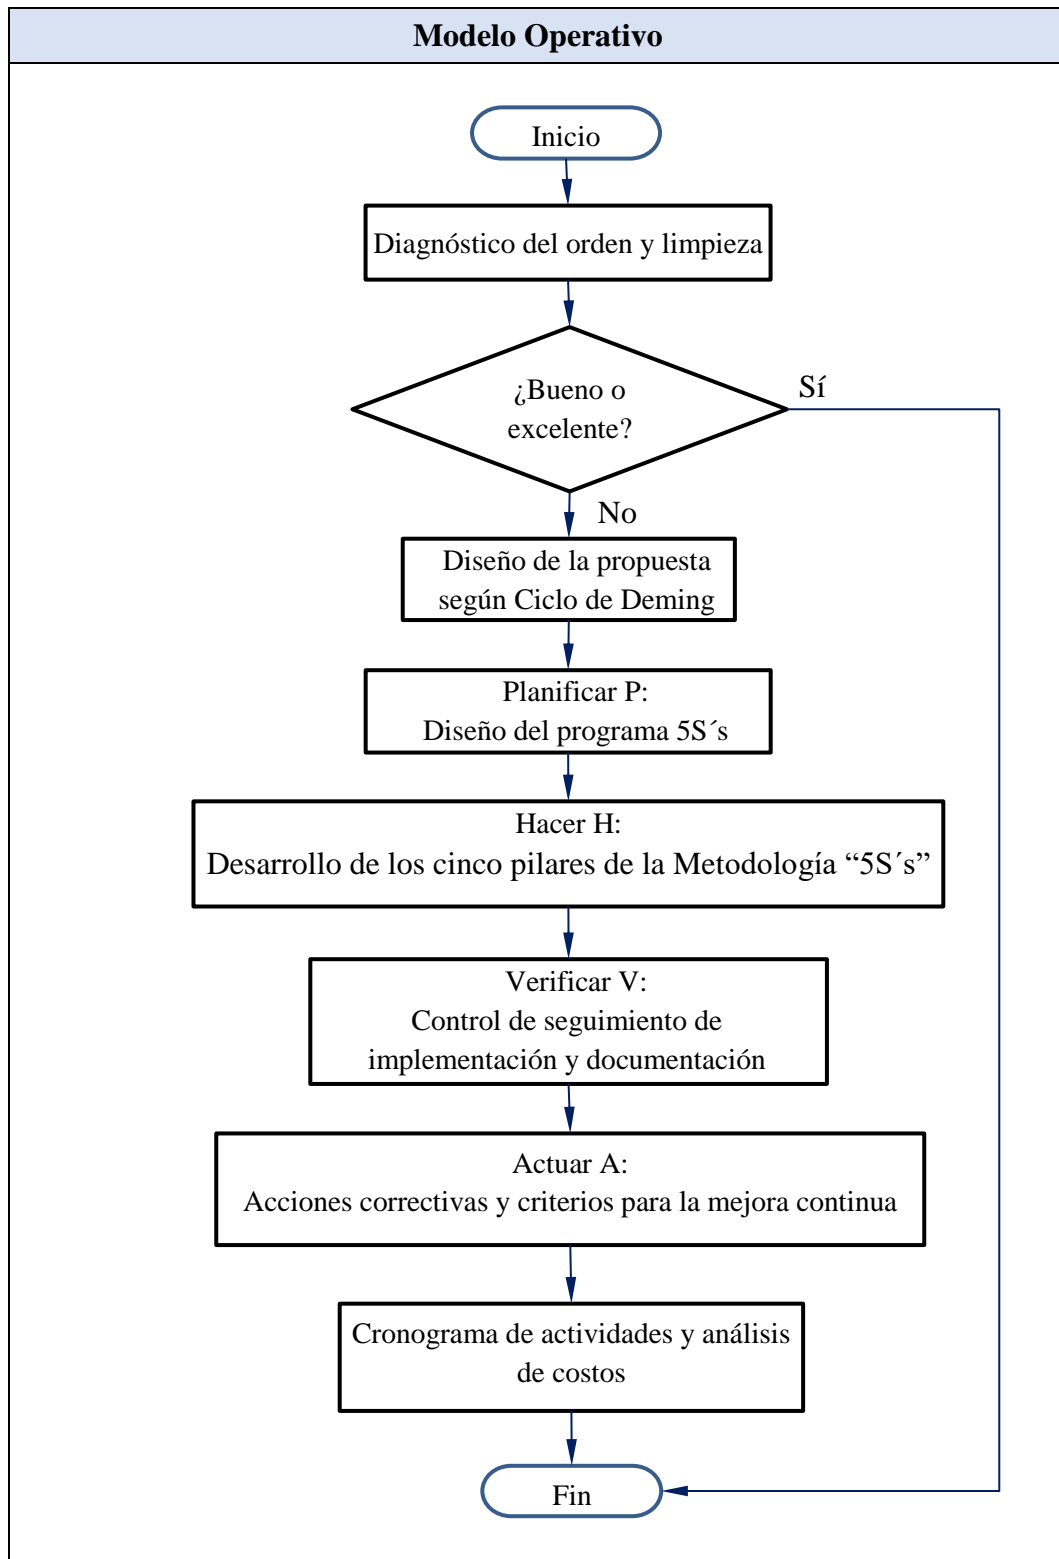 Modelo Operativo
Inicio
Diagnóstico del orden y limpieza
¿Bueno o
excelente?
Sí
No
Diseño de la propuesta
según Ciclo de Deming
Planificar P:
Diseño del programa 5S´s
Hacer H:
Desarrollo de los cinco pilares de la Metodología “5S´s”
Verificar V:
Control de seguimiento de
implementación y documentación
Actuar A:
Acciones correctivas y criterios para la mejora continua
Cronograma de actividades y análisis
de costos
Fin